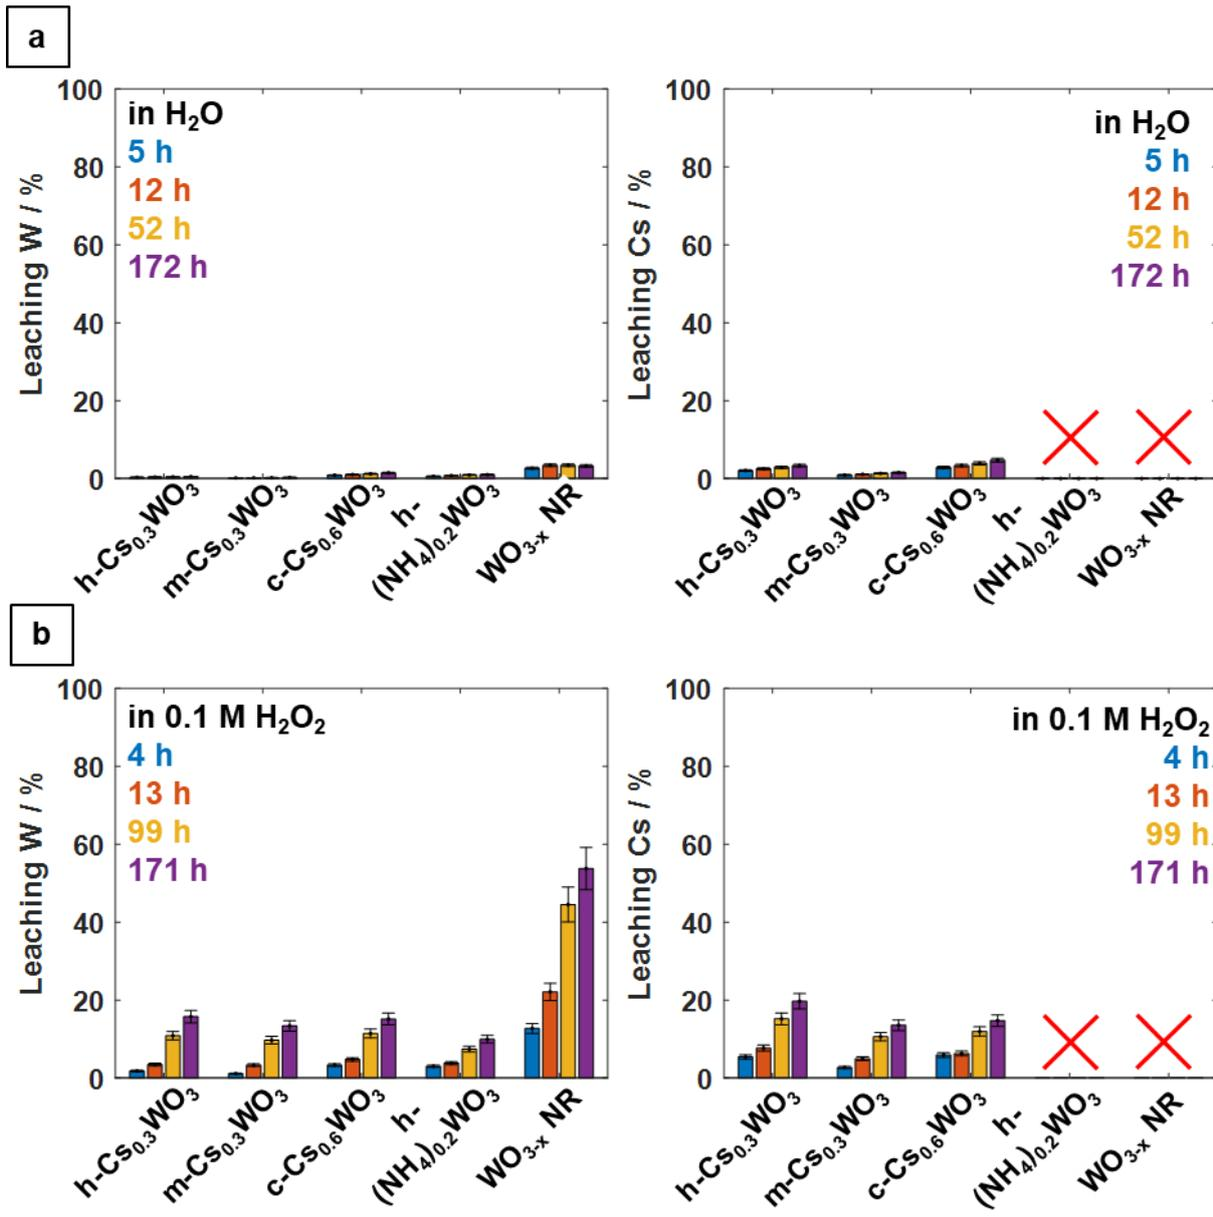 a
100
80
60
40
20
0
Leaching W / %
in H₂O
5 h
12 h
52 h
172 h
h-Cs₀.₃WO₃
m-Cs₀.₃WO₃
c-Cs₀.₆WO₃
h-
(NH₄)₀.₂WO₃
WO₃₋ₓ NR
100
80
60
40
20
0
Leaching Cs / %
in H₂O
5 h
12 h
52 h
172 h
h-Cs₀.₃WO₃
m-Cs₀.₃WO₃
c-Cs₀.₆WO₃
h-
(NH₄)₀.₂WO₃
WO₃₋ₓ NR
b
100
80
60
40
20
0
Leaching W / %
in 0.1 M H₂O₂
4 h
13 h
99 h
171 h
h-Cs₀.₃WO₃
m-Cs₀.₃WO₃
c-Cs₀.₆WO₃
h-
(NH₄)₀.₂WO₃
WO₃₋ₓ NR
100
80
60
40
20
0
Leaching Cs / %
in 0.1 M H₂O₂
4 h
13 h
99 h
171 h
h-Cs₀.₃WO₃
m-Cs₀.₃WO₃
c-Cs₀.₆WO₃
h-
(NH₄)₀.₂WO₃
WO₃₋ₓ NR